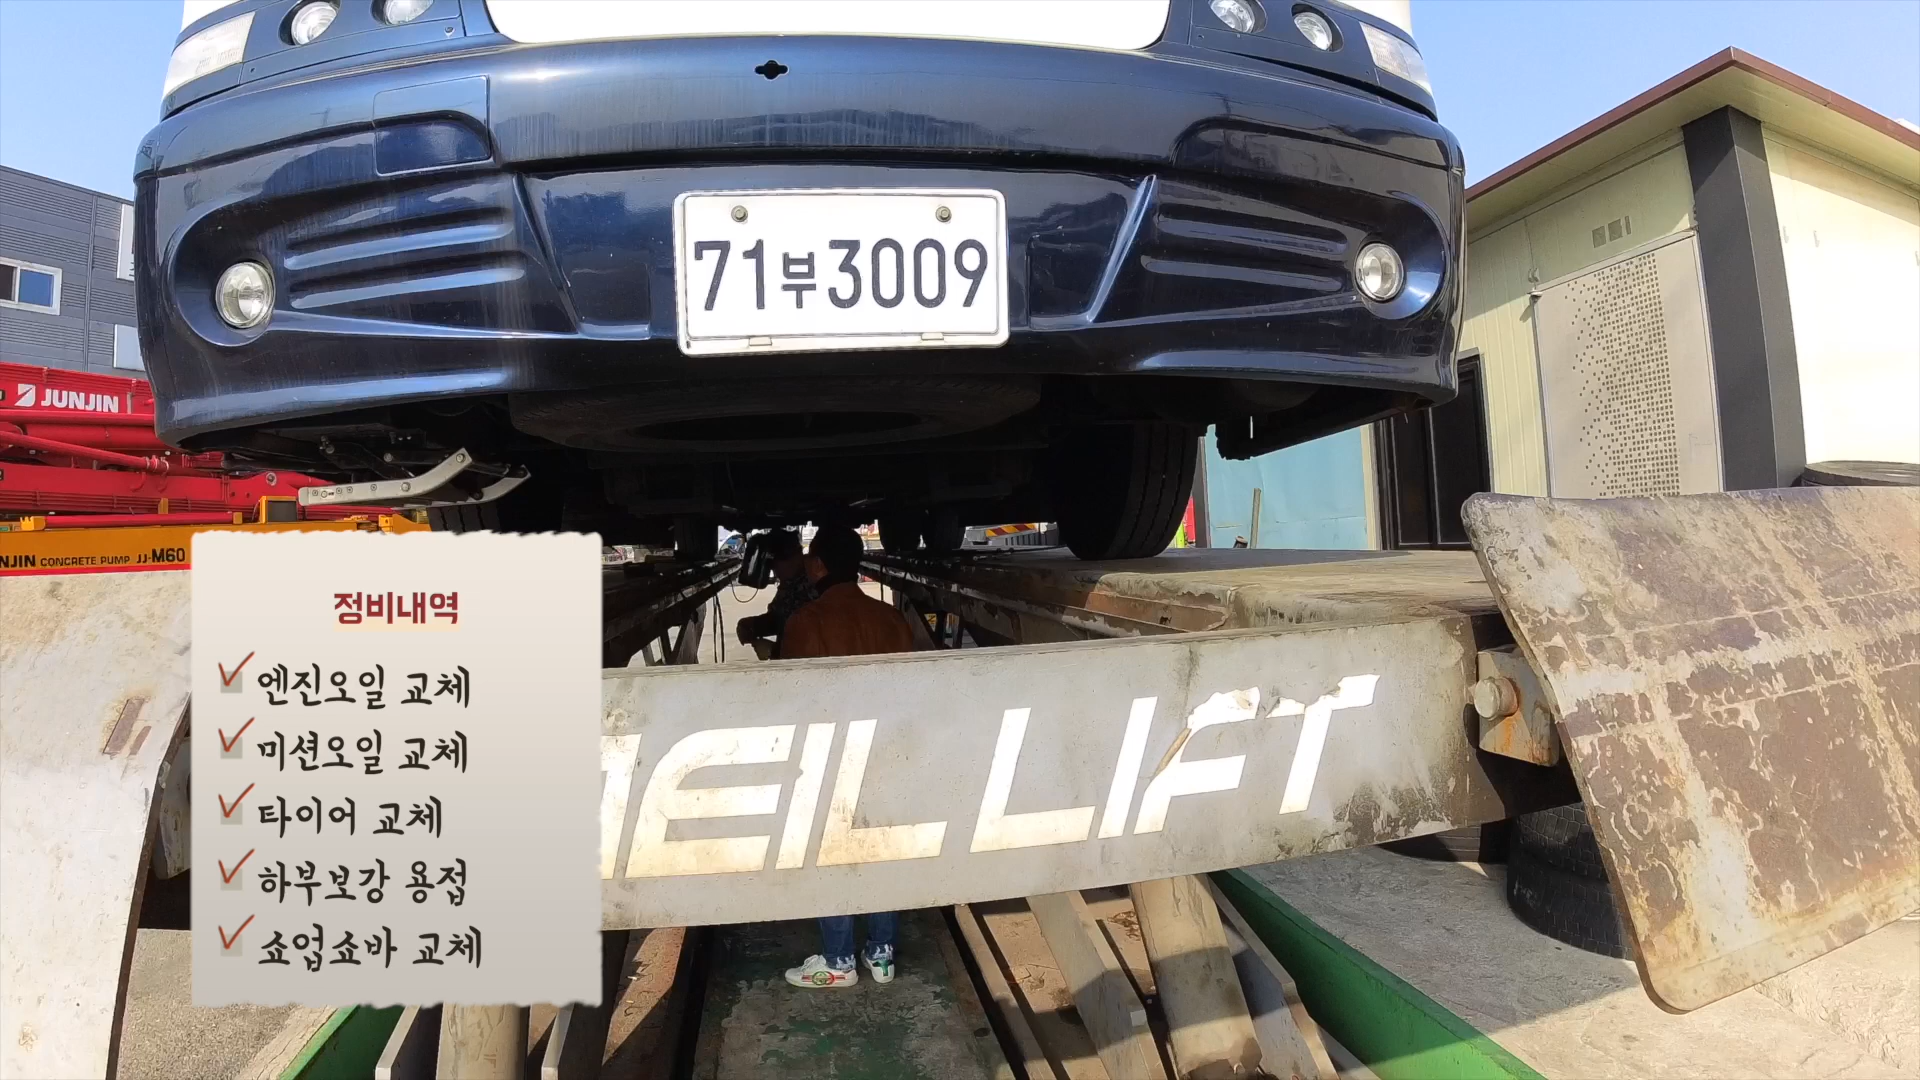 71부3009
JUNJIN
NJIN CONCRETE PUMP JJ-M60
정비내역
엔진오일 교체
미션오일 교체
타이어 교체
하부보강 용접
쇼업쇼바 교체
HEIL LIFT